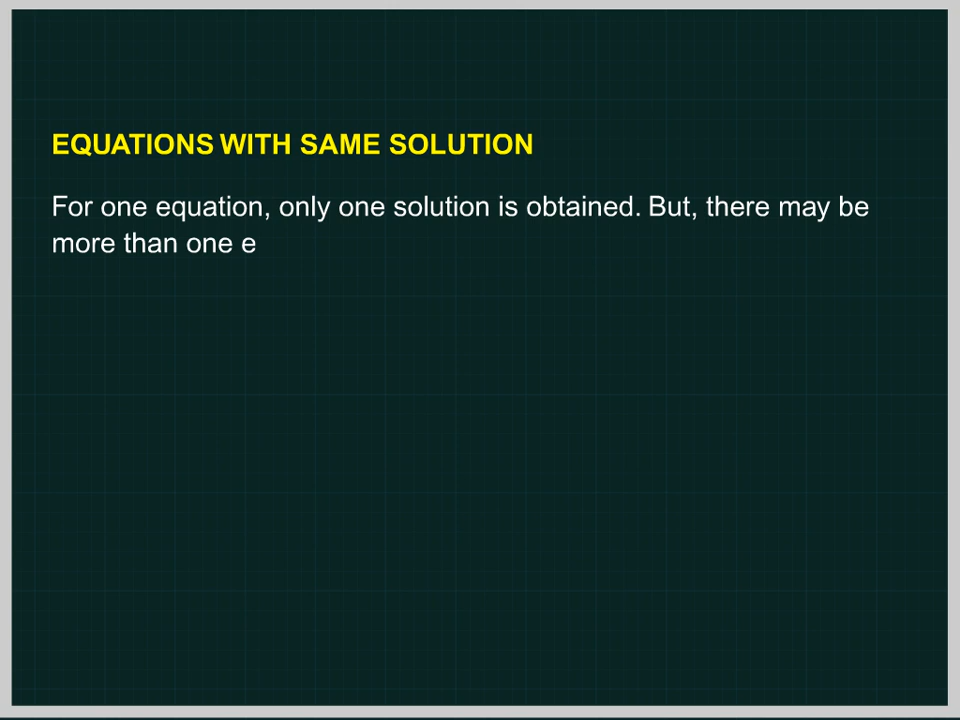 EQUATIONS WITH SAME SOLUTION
For one equation, only one solution is obtained. But, there may be
more than one e